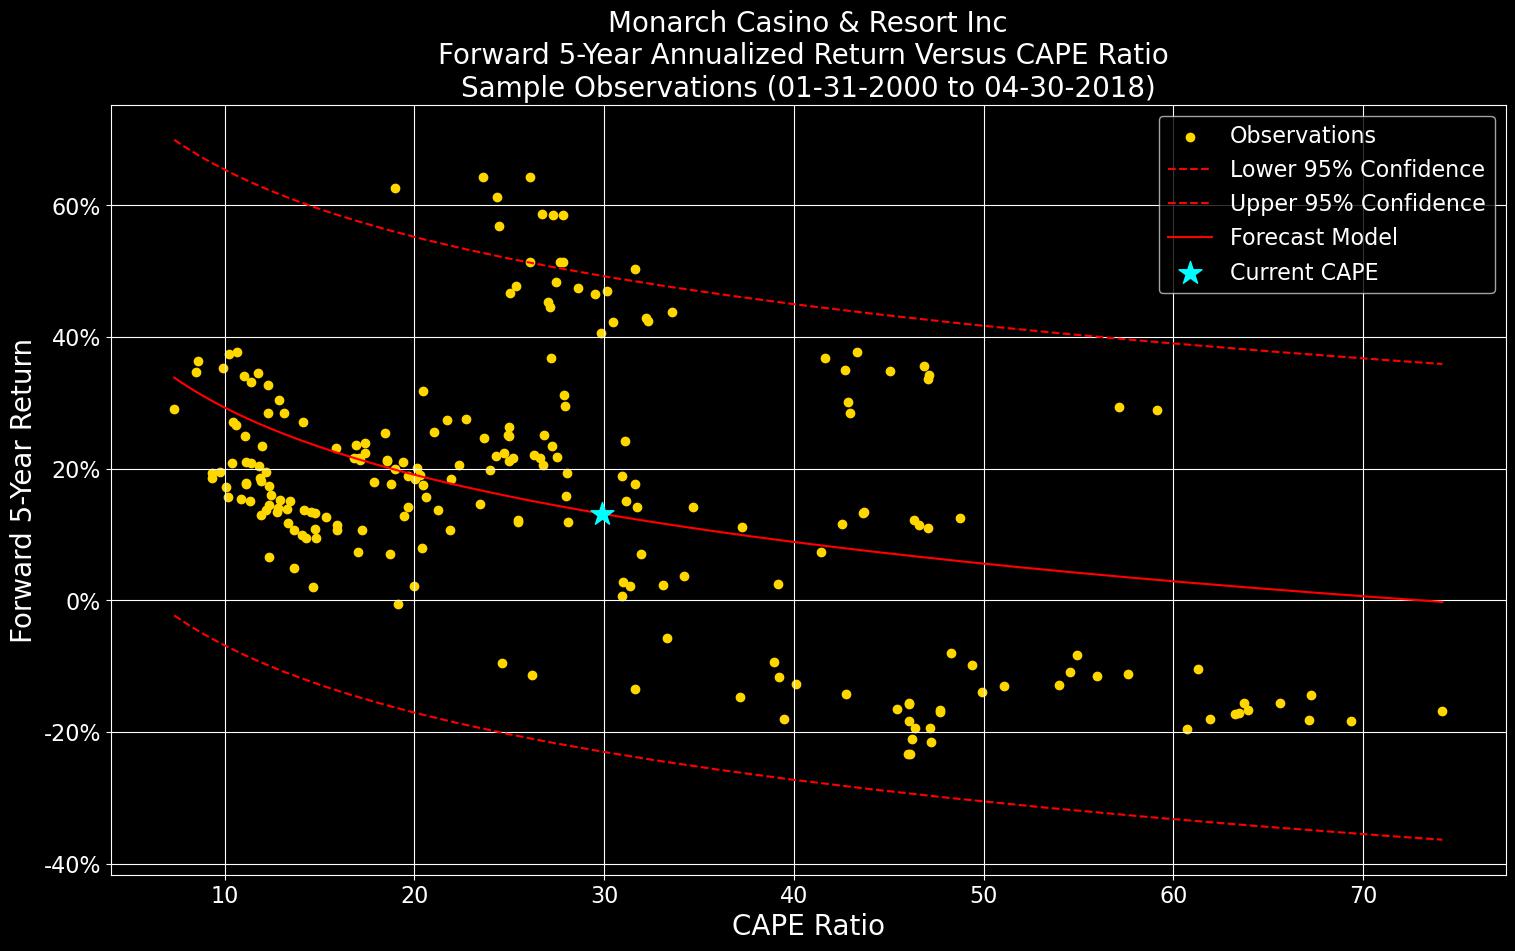 Monarch Casino & Resort Inc
Forward 5-Year Annualized Return Versus CAPE Ratio
Sample Observations (01-31-2000 to 04-30-2018)
Observations
Lower 95% Confidence
Upper 95% Confidence
Forecast Model
Current CAPE
Forward 5-Year Return
60%
40%
20%
0%
-20%
-40%
10 20 30 40 50 60 70
CAPE Ratio